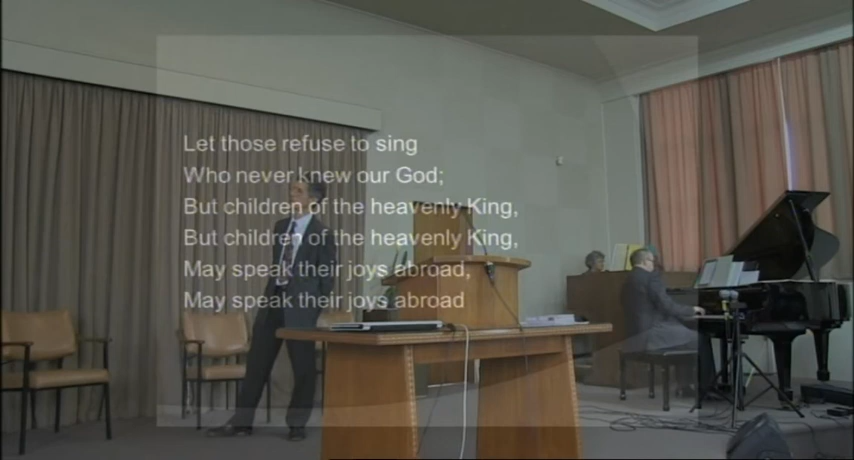 Let those refuse to sing
Who never knew our God;
But children of the heavenly King,
But children of the heavenly King,
May speak their joys abroad,
May speak their joys abroad